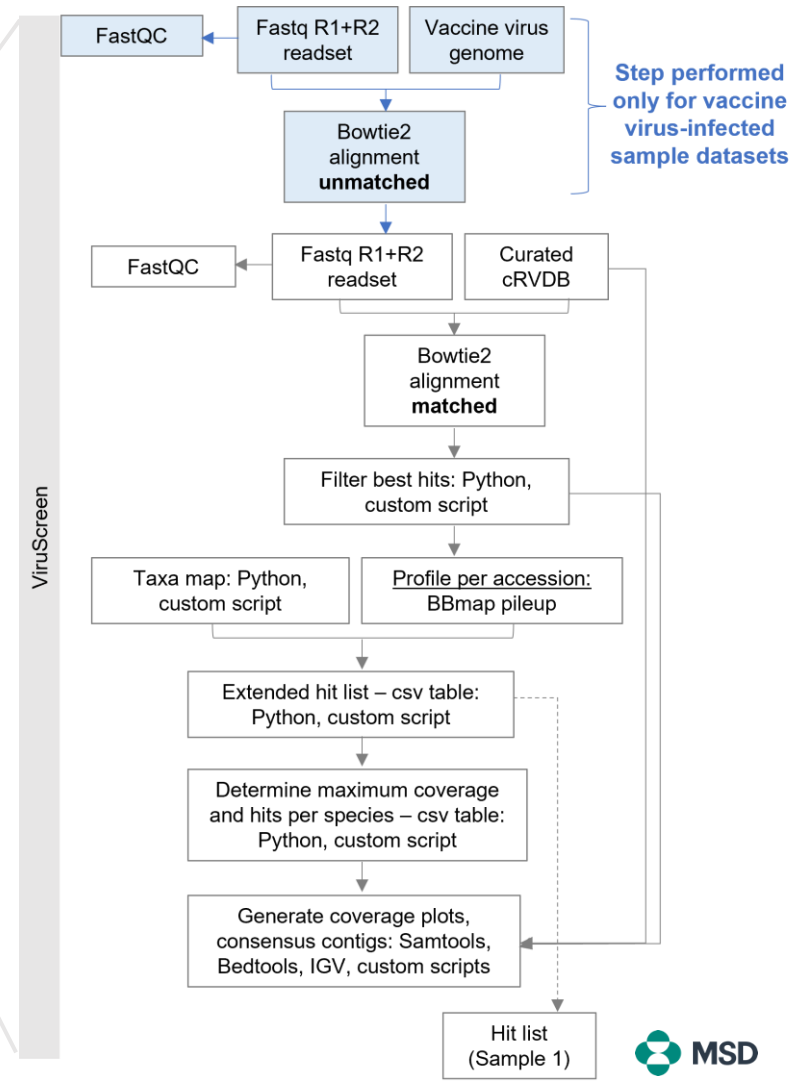 FastQC
Fastq R1+R2
readset
Vaccine virus
genome
Step performed
only for vaccine
virus-infected
sample datasets
Bowtie2
alignment
unmatched
FastQC
Fastq R1+R2
readset
Curated
cRVDB
Bowtie2
alignment
matched
ViruScreen
Filter best hits: Python,
custom script
Taxa map: Python,
custom script
Profile per accession:
BBmap pileup
Extended hit list – csv table:
Python, custom script
Determine maximum coverage
and hits per species – csv table:
Python, custom script
Generate coverage plots,
consensus contigs: Samtools,
Bedtools, IGV, custom scripts
Hit list
(Sample 1)
MSD